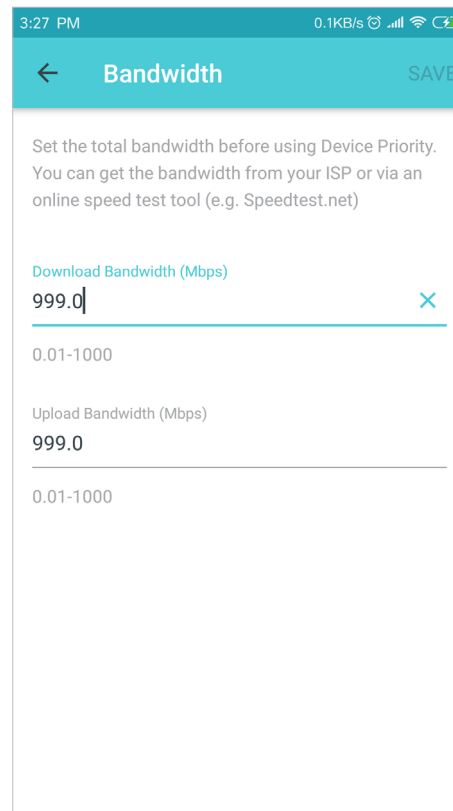 3:27 PM 0.1KB/s
Bandwidth SAVE
Set the total bandwidth before using Device Priority.
You can get the bandwidth from your ISP or via an
online speed test tool (e.g. Speedtest.net)
Download Bandwidth (Mbps)
999.0
0.01-1000
Upload Bandwidth (Mbps)
999.0
0.01-1000